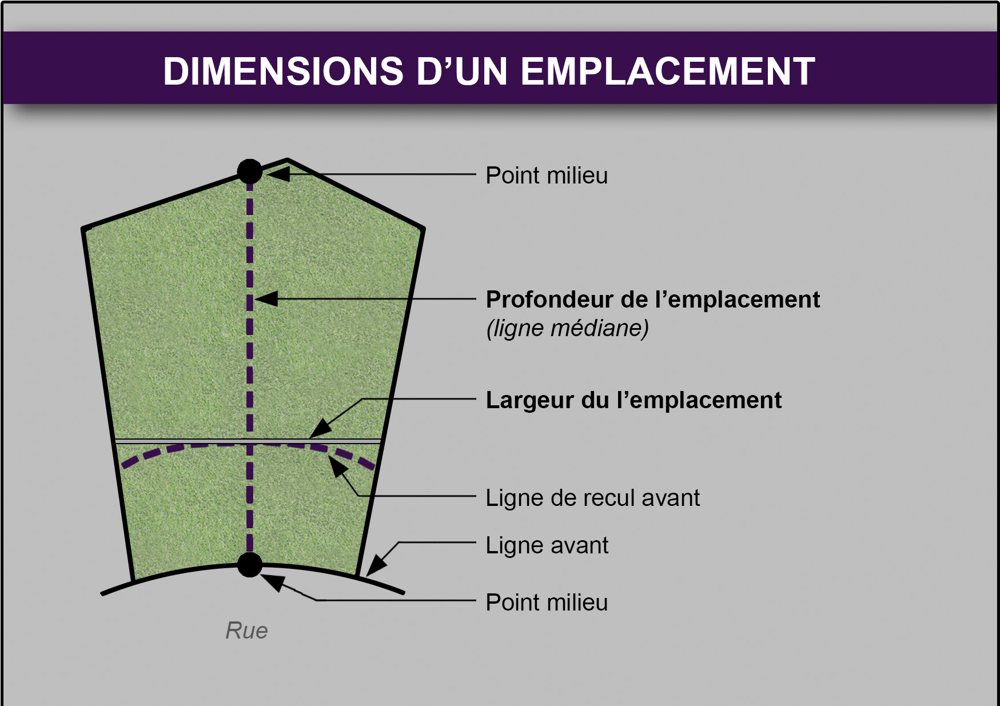 DIMENSIONS D’UN EMPLACEMENT
Point milieu
Profondeur de l’emplacement
(ligne médiane)
Largeur du l’emplacement
Ligne de recul avant
Ligne avant
Point milieu
Rue